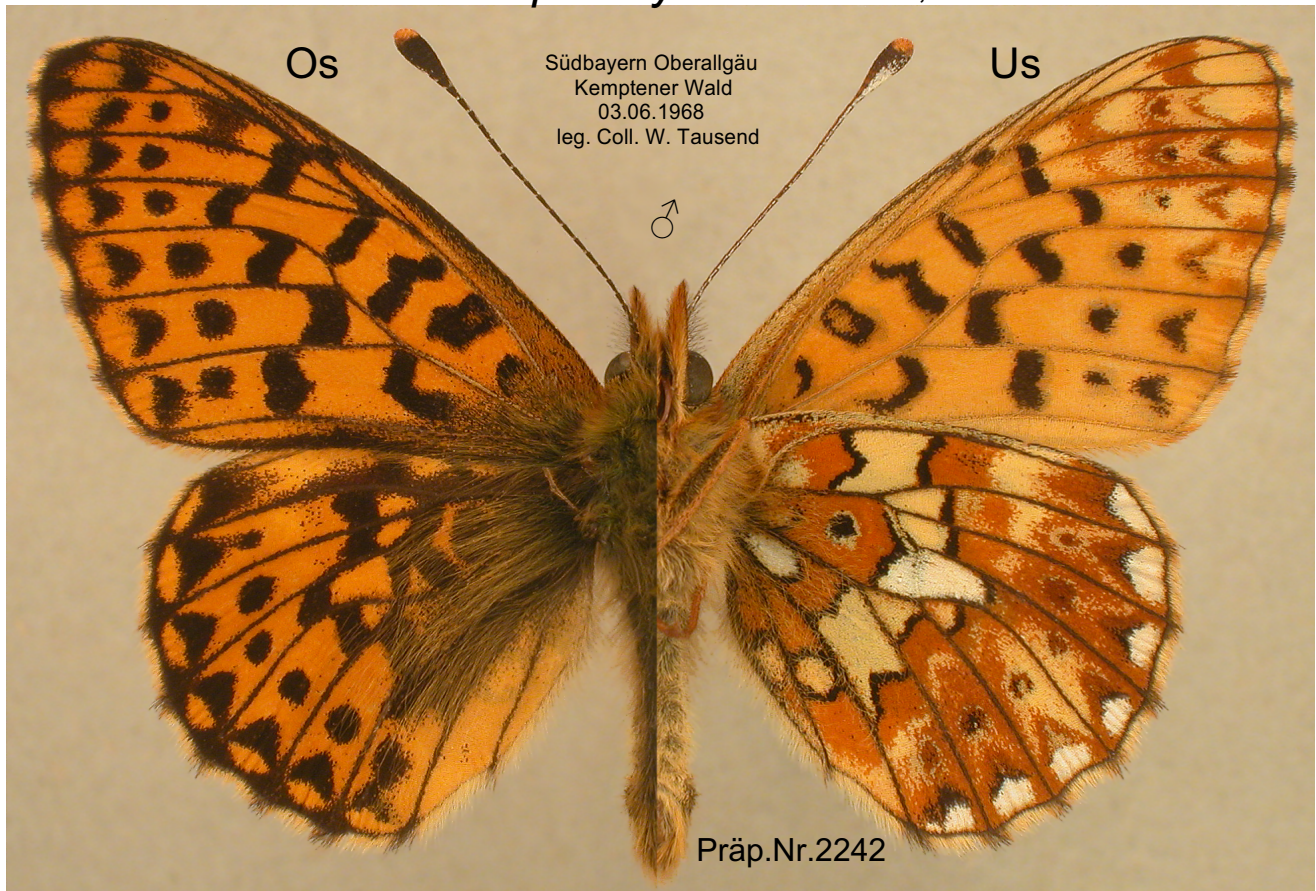 Os
Südbayern Oberallgäu
Kemptener Wald
03.06.1968
leg. Coll. W. Tausend
Us
♂
Präp.Nr.2242